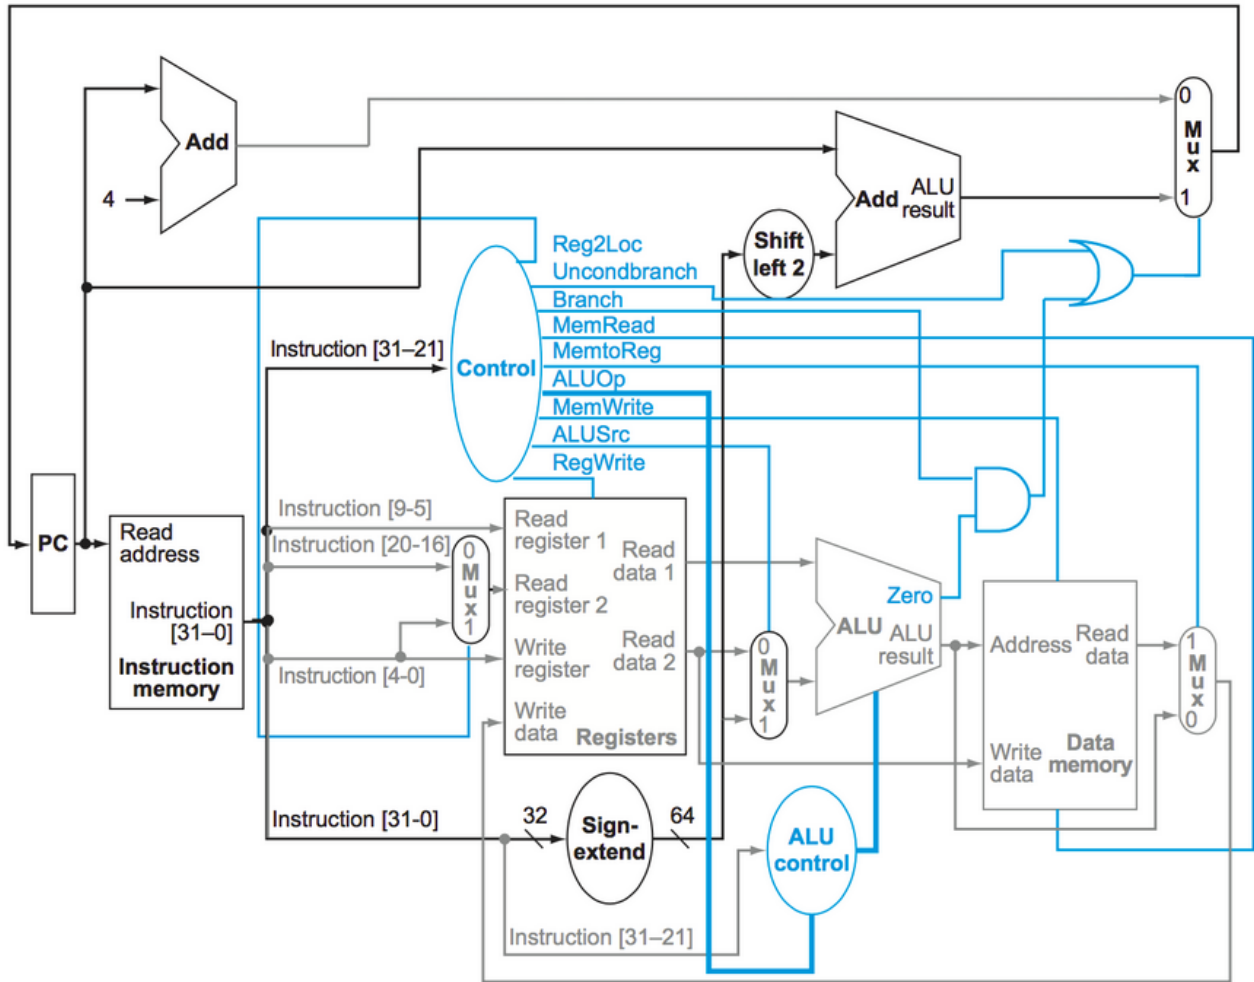 0
Mux
1
Add
4
Add
ALU
result
Shift
left 2
Reg2Loc
Uncondbranch
Branch
MemRead
MemtoReg
ALUOp
MemWrite
ALUSrc
RegWrite
Control
Instruction [31–21]
PC
Read
address
Instruction
[31–0]
Instruction
memory
Instruction [9-5]
Instruction [20-16]
Instruction [4-0]
0
Mux
1
Read
register 1
Read
register 2
Write
register
Write
data
Read
data 1
Read
data 2
Registers
0
Mux
1
Zero
ALU
ALU
result
Address
Read
data
Write
data
Data
memory
1
Mux
0
Instruction [31-0]
32
Sign-
extend
64
ALU
control
Instruction [31–21]